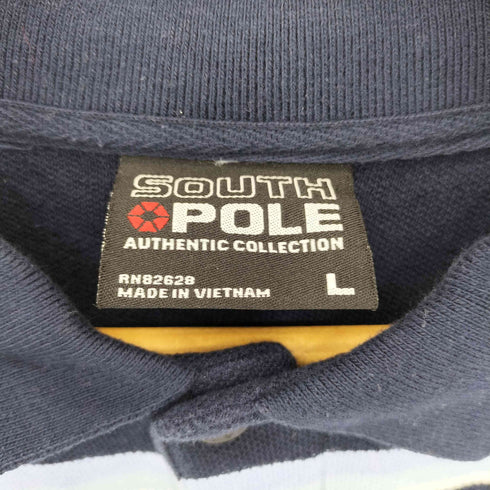 SOUTH
POLE
AUTHENTIC COLLECTION
RN82628
MADE IN VIETNAM
L